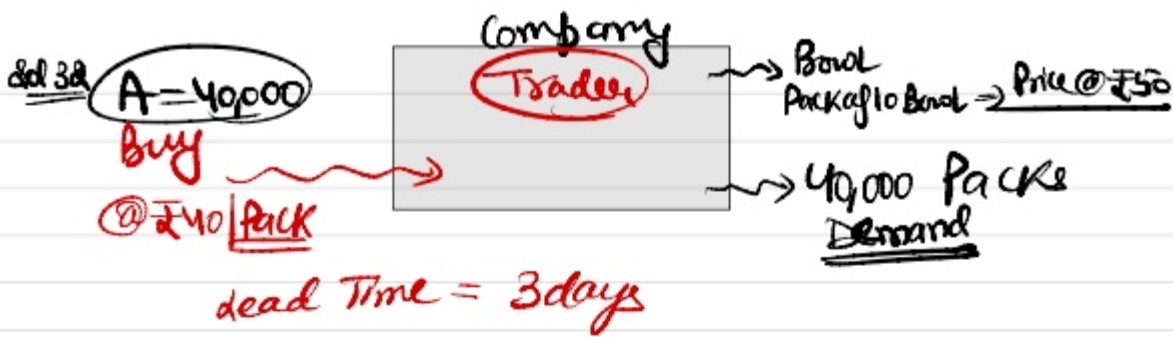 Company
Trader
Sol 32
A = 40,000
Buy
@ ₹40 | Pack
Bowl
Pack of 10 Bowl → Price @ ₹50
40,000 Packs
Demand
Lead Time = 3 days